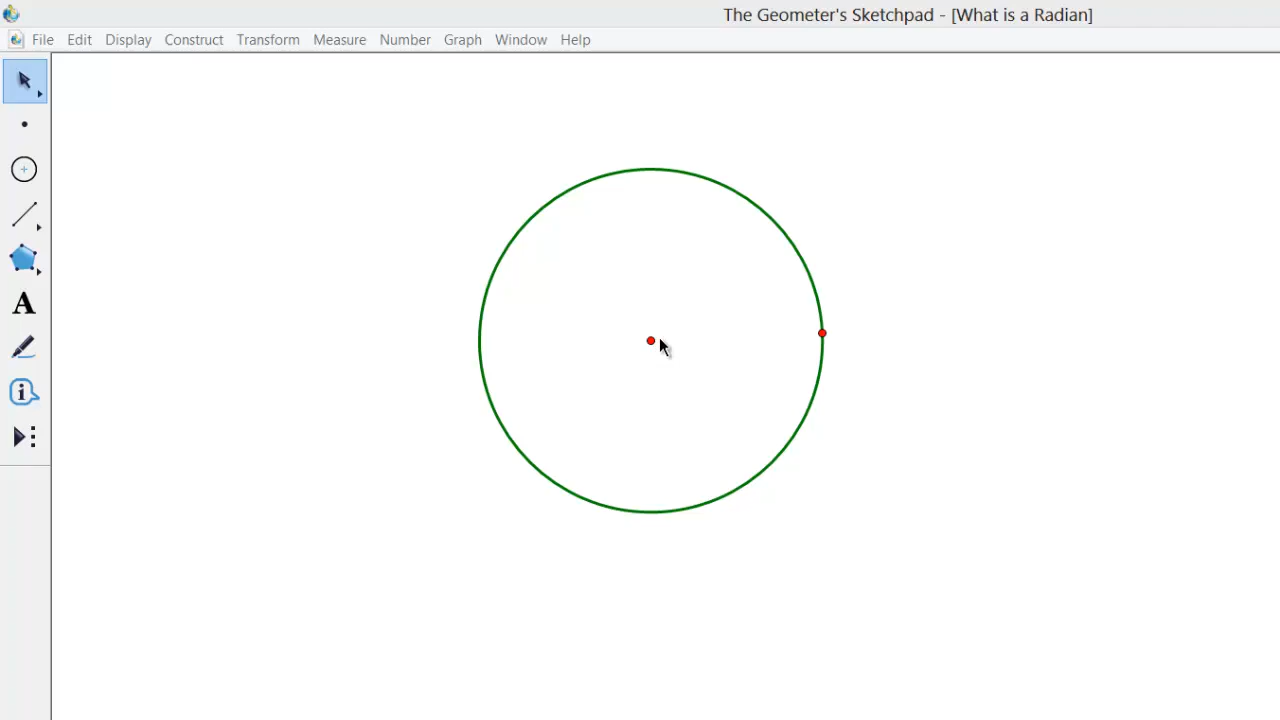 The Geometer's Sketchpad - [What is a Radian]
File Edit Display Construct Transform Measure Number Graph Window Help
A
i